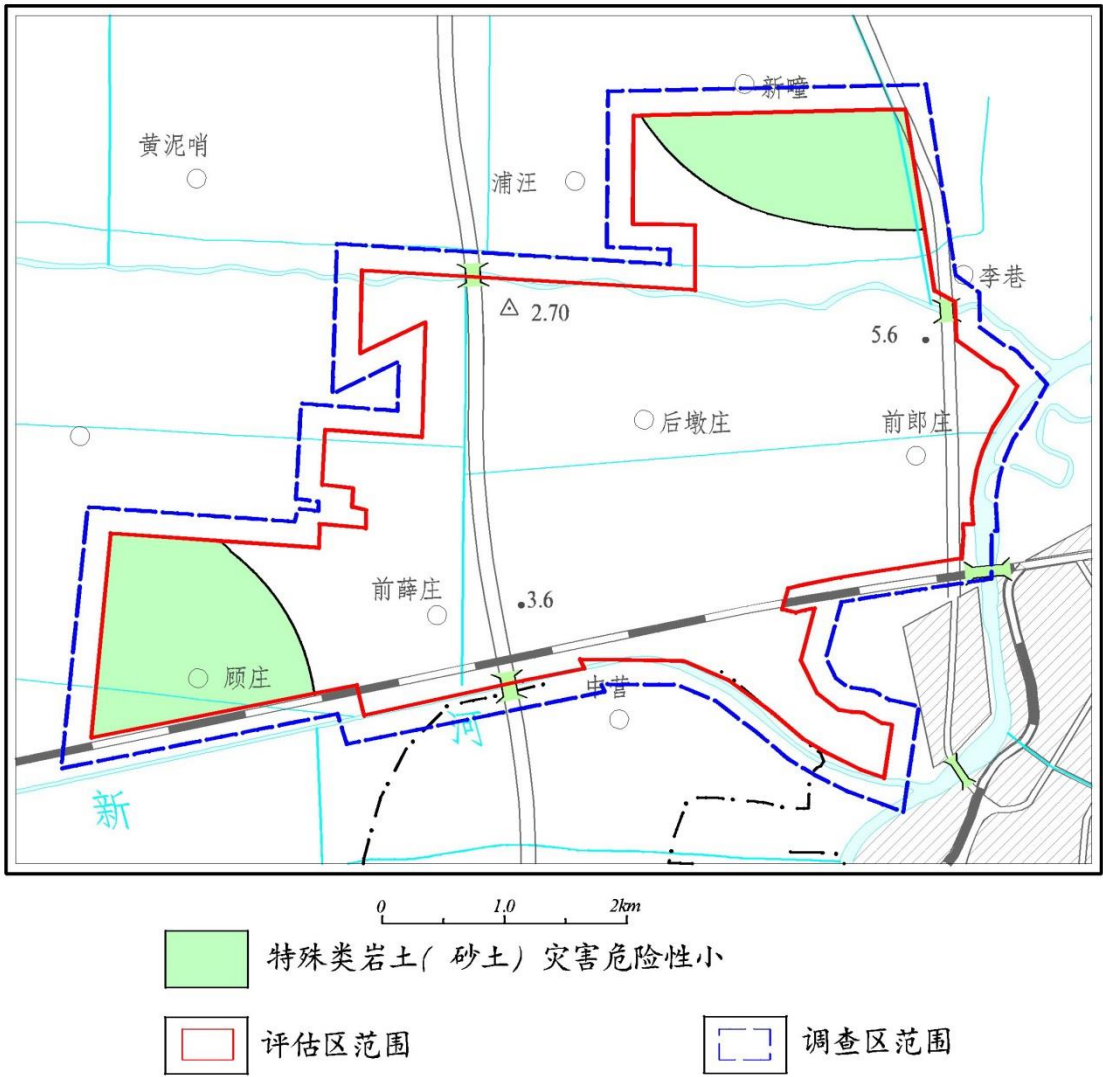 新疃
黄泥哨
浦汪
李巷
2.70
5.6
后墩庄
前郎庄
前薛庄
3.6
顾庄
中营
河
新
0 1.0 2km
特殊类岩土( 砂土) 灾害危险性小
评估区范围
调查区范围